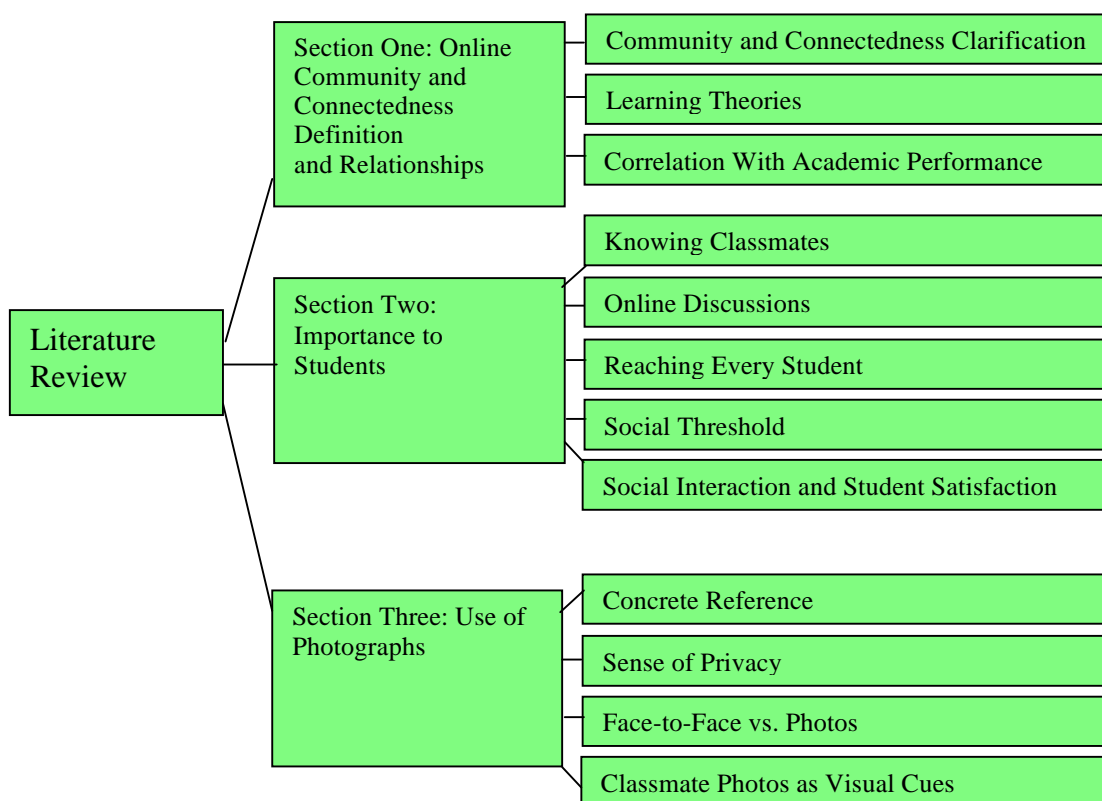 Literature
Review
Section One: Online
Community and
Connectedness
Definition
and Relationships
Community and Connectedness Clarification
Learning Theories
Correlation With Academic Performance
Section Two:
Importance to
Students
Knowing Classmates
Online Discussions
Reaching Every Student
Social Threshold
Social Interaction and Student Satisfaction
Section Three: Use of
Photographs
Concrete Reference
Sense of Privacy
Face-to-Face vs. Photos
Classmate Photos as Visual Cues